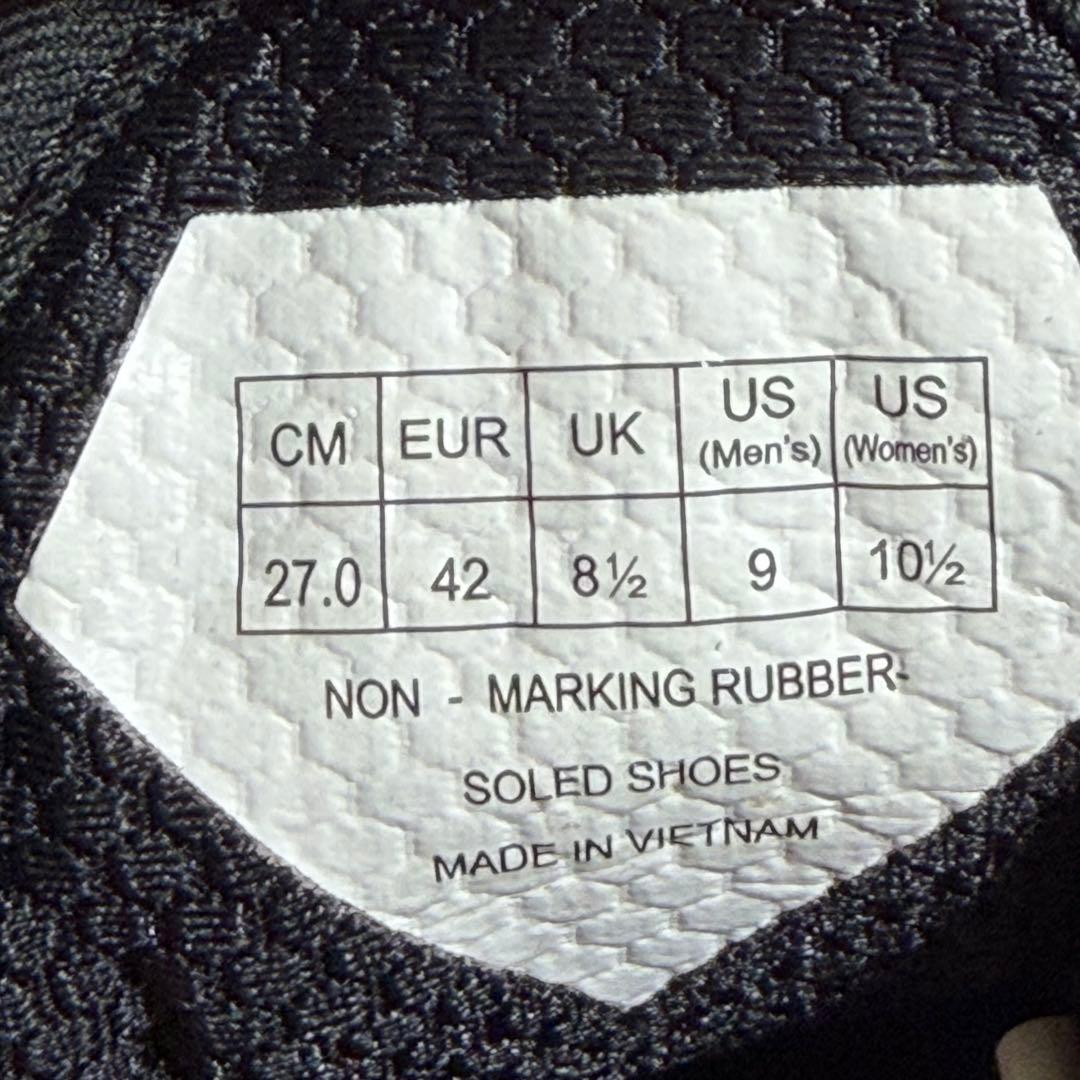 CM EUR UK US (Men's) US (Women's)
27.0 42 8½ 9 10½
NON - MARKING RUBBER-
SOLED SHOES
MADE IN VIETNAM